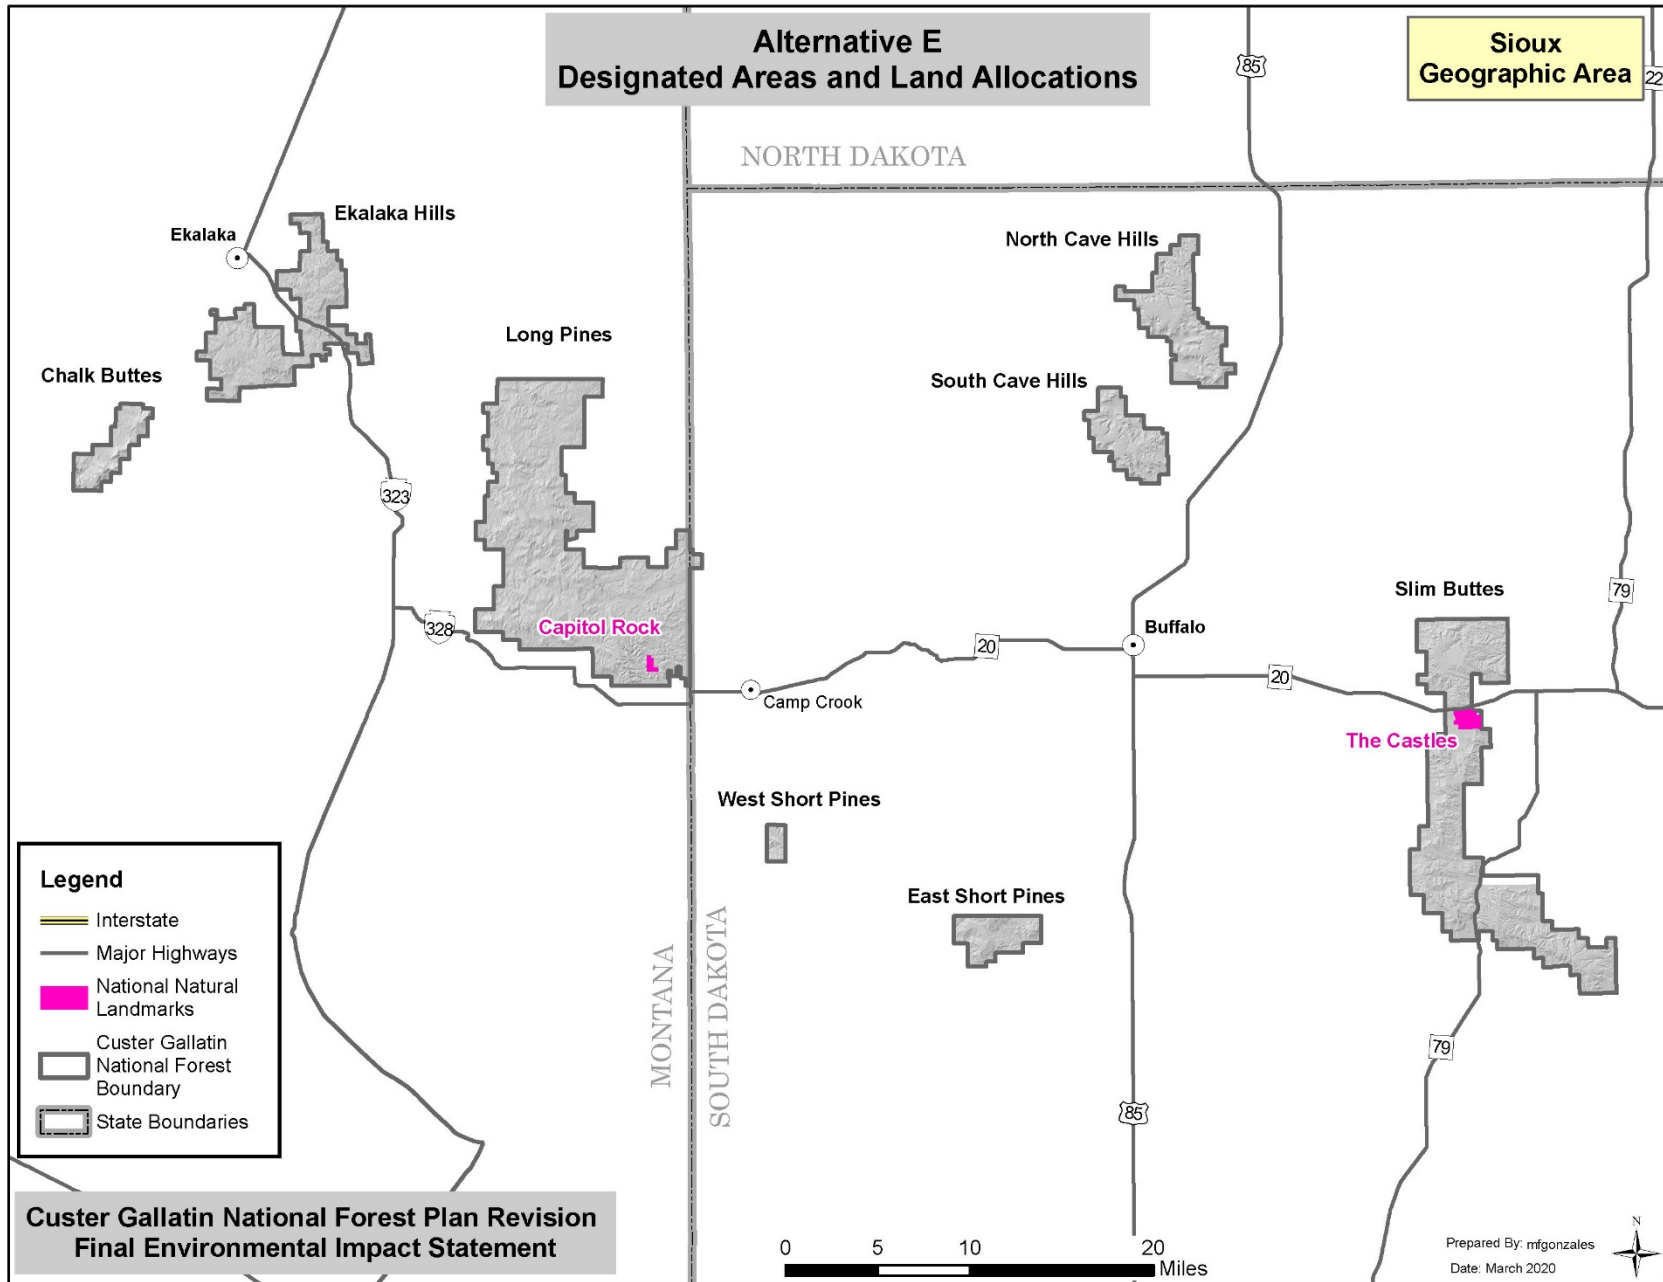 Alternative E
Designated Areas and Land Allocations
Sioux
Geographic Area
85
22
NORTH DAKOTA
Ekalaka Hills
Ekalaka
North Cave Hills
Long Pines
Chalk Buttes
South Cave Hills
323
79
Slim Buttes
328
Capitol Rock
Buffalo
20
20
Camp Crook
The Castles
West Short Pines
East Short Pines
MONTANA
SOUTH DAKOTA
79
85
Legend
Interstate
Major Highways
National Natural
Landmarks
Custer Gallatin
National Forest
Boundary
State Boundaries
Custer Gallatin National Forest Plan Revision
Final Environmental Impact Statement
0 5 10 20
Miles
N
Prepared By: mfgonzales
Date: March 2020